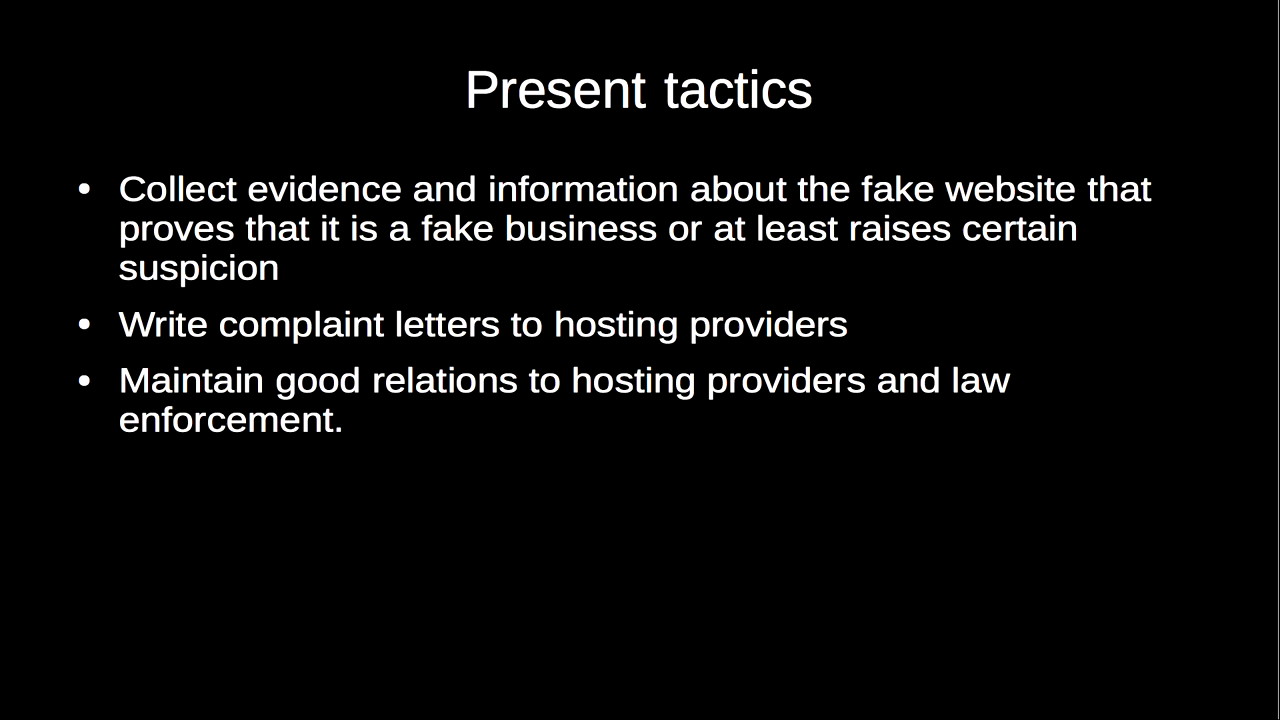 Present tactics
• Collect evidence and information about the fake website that
proves that it is a fake business or at least raises certain
suspicion
• Write complaint letters to hosting providers
• Maintain good relations to hosting providers and law
enforcement.